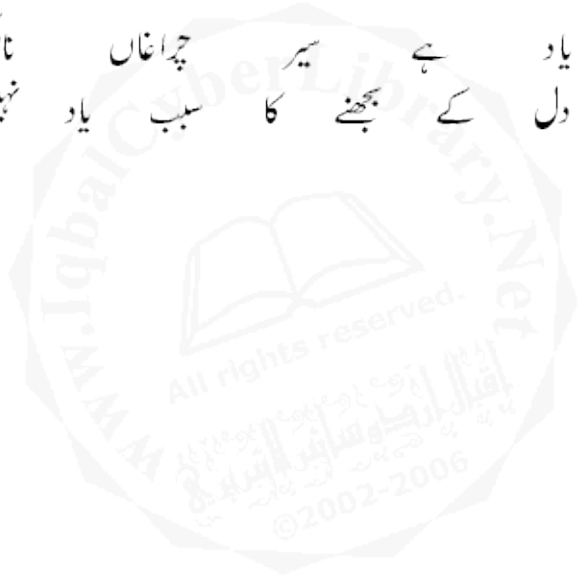 یاد ہے سیر چراغاں
دل کے بجھنے کا سبب یاد
www.IqbalCyberLibrary.Net
All rights reserved.
©2002-2006